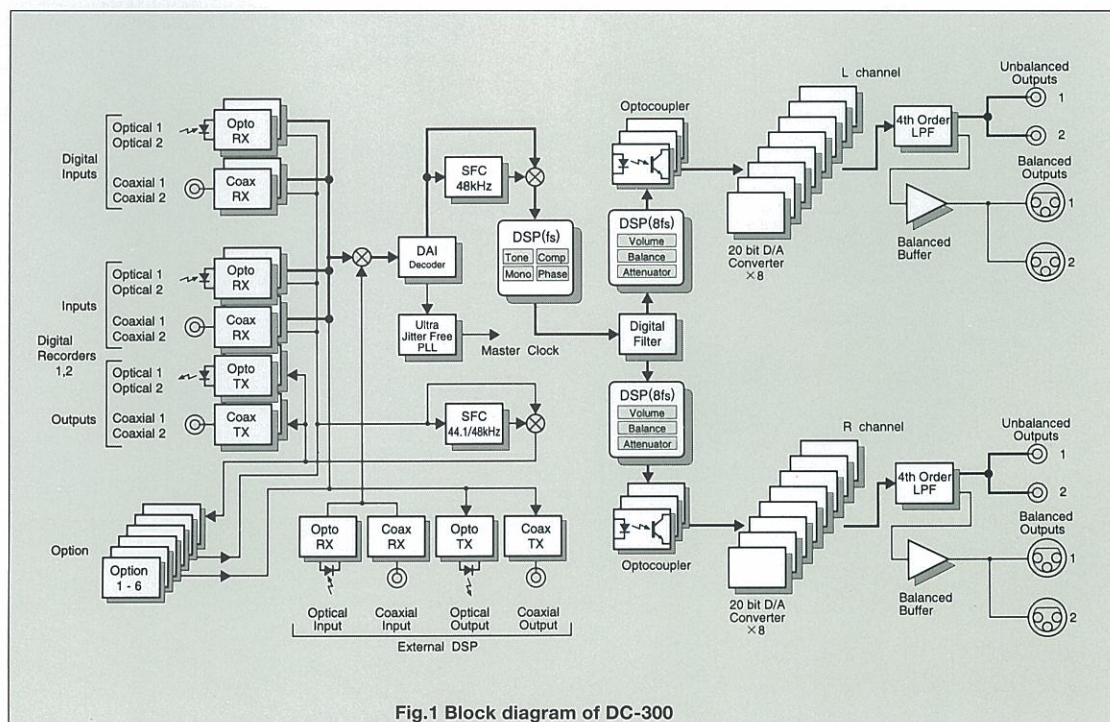 Digital
Inputs
Optical 1
Optical 2
Coaxial 1
Coaxial 2
Opto
RX
Coax
RX
Inputs
Digital
Recorders
1,2
Outputs
Optical 1
Optical 2
Coaxial 1
Coaxial 2
Optical 1
Optical 2
Coaxial 1
Coaxial 2
Opto
RX
Coax
RX
Opto
TX
Coax
TX
Option
Option
1 - 6
DAI
Decoder
Ultra
Jitter Free
PLL
Master Clock
SFC
48kHz
DSP(fs)
Tone
Comp
Mono
Phase
SFC
44.1/48kHz
Opto
RX
Coax
RX
Opto
TX
Coax
TX
Optical
Input
Coaxial
Input
Optical
Output
Coaxial
Output
External DSP
Optocoupler
DSP(8fs)
Volume
Balance
Attenuator
Digital
Filter
DSP(8fs)
Volume
Balance
Attenuator
Optocoupler
L channel
20 bit D/A
Converter
×8
4th Order
LPF
Balanced
Buffer
Unbalanced
Outputs
1
2
Balanced
Outputs
1
2
R channel
20 bit D/A
Converter
×8
4th Order
LPF
Balanced
Buffer
Unbalanced
Outputs
1
2
Balanced
Outputs
1
2
Fig.1 Block diagram of DC-300